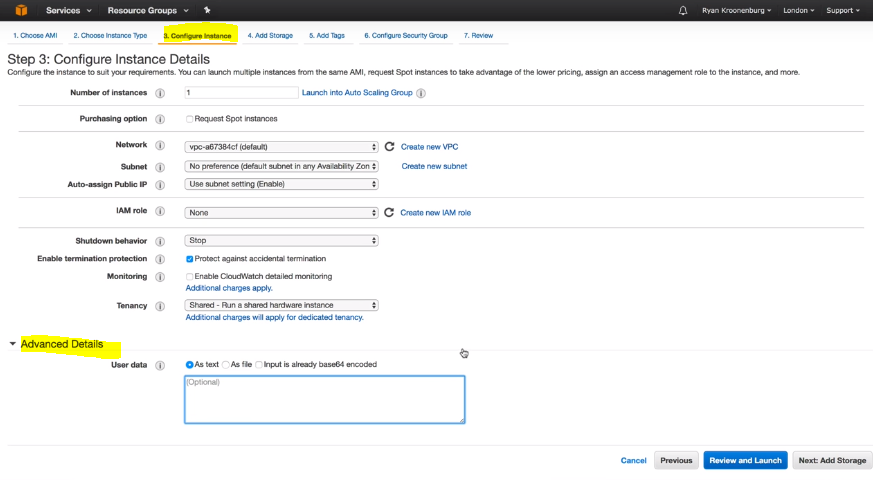 Services Resource Groups Ryan Kroonenburg London Support
1. Choose AMI 2. Choose Instance Type 3. Configure Instance 4. Add Storage 5. Add Tags 6. Configure Security Group 7. Review
Step 3: Configure Instance Details
Configure the instance to suit your requirements. You can launch multiple instances from the same AMI, request Spot instances to take advantage of the lower pricing, assign an access management role to the instance, and more.
Number of instances i 1 Launch into Auto Scaling Group i
Purchasing option i Request Spot instances
Network i vpc-a67384cf (default) Create new VPC
Subnet i No preference (default subnet in any Availability Zon Create new subnet
Auto-assign Public IP i Use subnet setting (Enable)
IAM role i None Create new IAM role
Shutdown behavior i Stop
Enable termination protection i Protect against accidental termination
Monitoring i Enable CloudWatch detailed monitoring
Additional charges apply.
Tenancy i Shared - Run a shared hardware instance
Additional charges will apply for dedicated tenancy.
Advanced Details
User data i As text As file Input is already base64 encoded
(Optional)
Cancel Previous Review and Launch Next: Add Storage